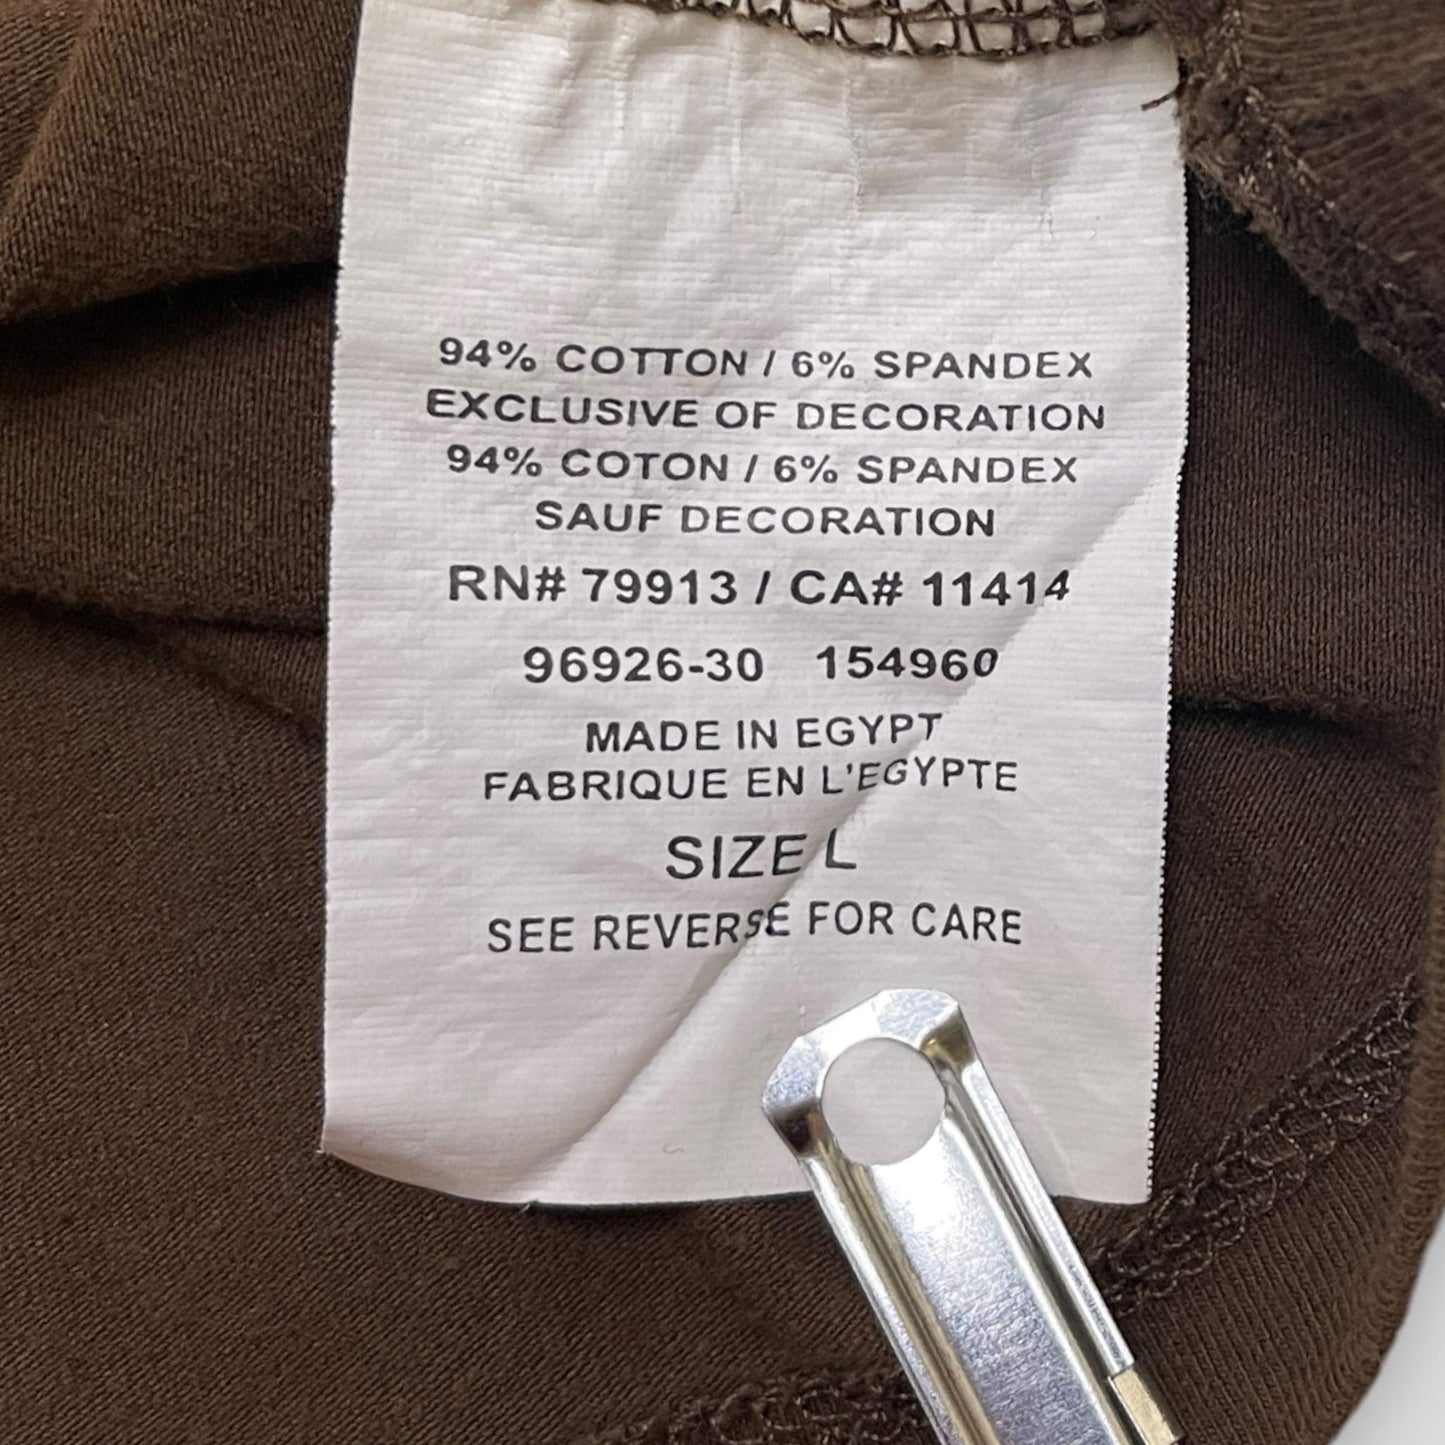 94% COTTON / 6% SPANDEX
EXCLUSIVE OF DECORATION
94% COTON / 6% SPANDEX
SAUF DECORATION
RN# 79913 / CA# 11414
96926-30 154960
MADE IN EGYPT
FABRIQUE EN L'EGYPTE
SIZE L
SEE REVERSE FOR CARE